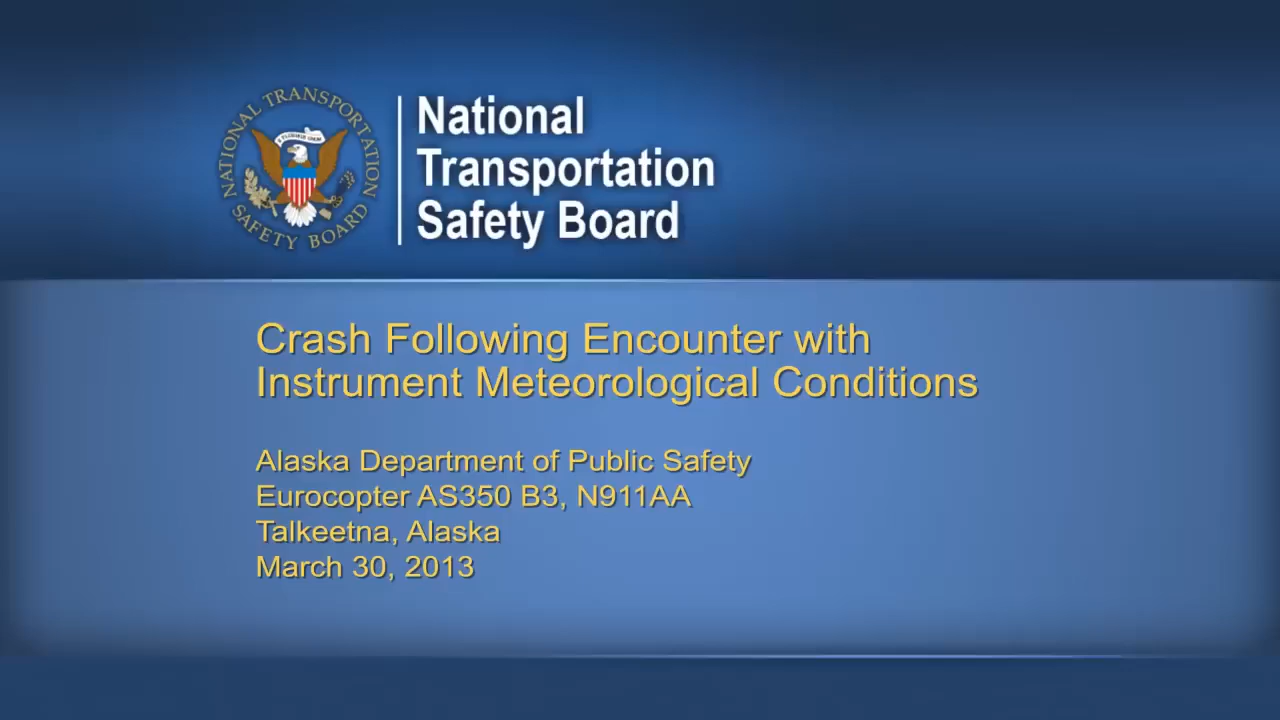 NATIONAL TRANSPORTATION SAFETY BOARD
National
Transportation
Safety Board
Crash Following Encounter with
Instrument Meteorological Conditions
Alaska Department of Public Safety
Eurocopter AS350 B3, N911AA
Talkeetna, Alaska
March 30, 2013